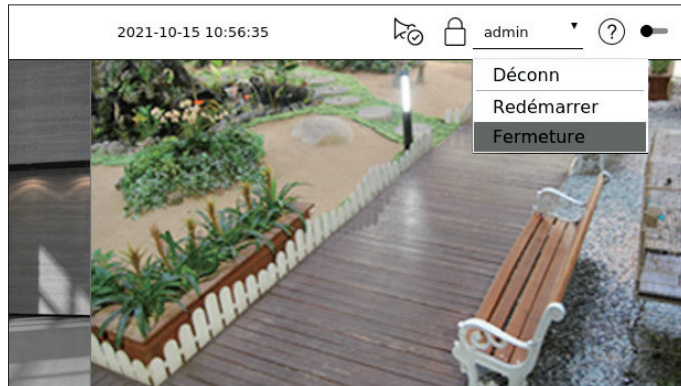 2021-10-15 10:56:35
admin
Déconn
Redémarrer
Fermeture